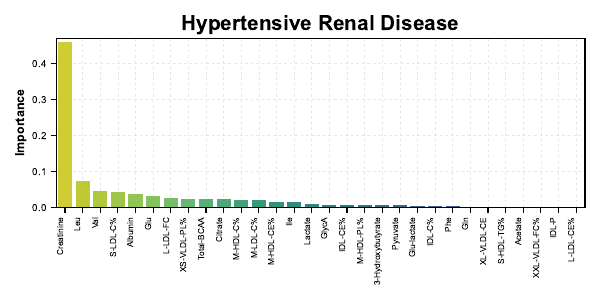 Hypertensive Renal Disease
Importance
0.4
0.3
0.2
0.1
0.0
Creatinine
Leu
Val
S-LDL-C%
Albumin
Glu
L-LDL-FC
XS-VLDL-PL%
Total-BCAA
Citrate
M-HDL-C%
M-LDL-C%
M-HDL-CE%
Ile
Lactate
GlycA
IDL-CE%
M-HDL-PL%
3-Hydroxybutyrate
Pyruvate
Glu-lactate
IDL-C%
Phe
Gln
XL-VLDL-CE
S-HDL-TG%
Acetate
XXL-VLDL-FC%
IDL-P
L-LDL-CE%